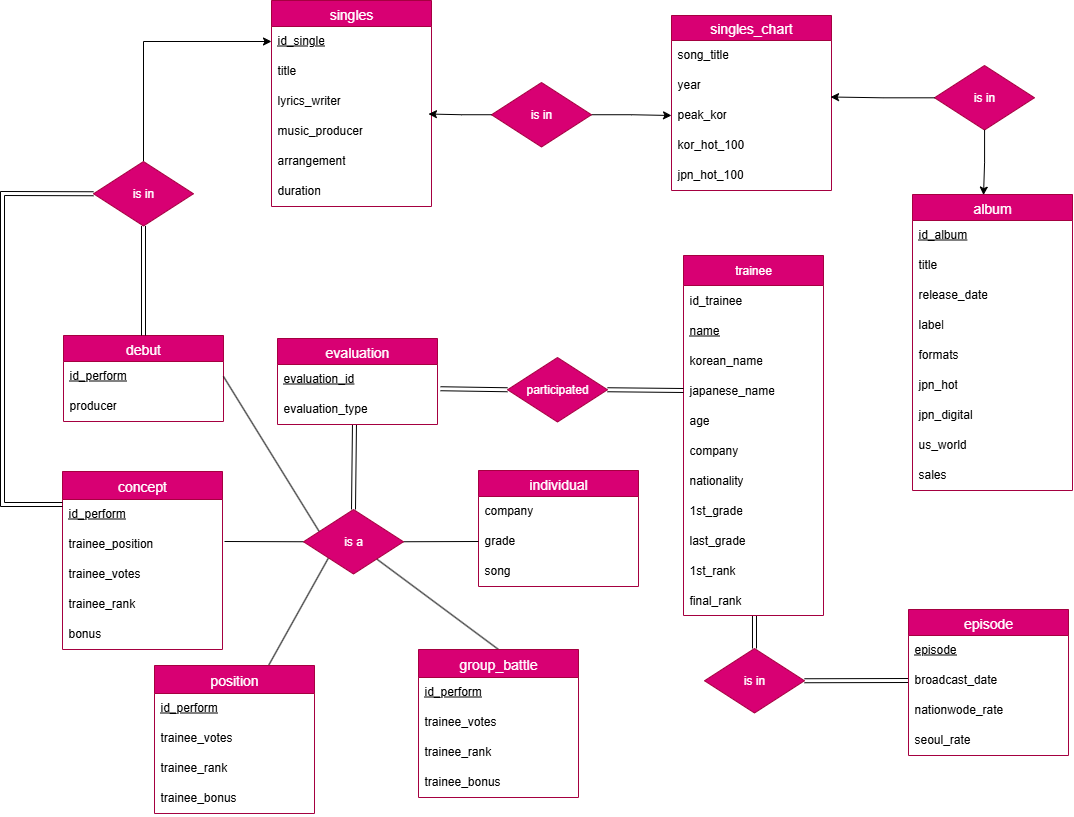 singles
id_single
title
lyrics_writer
music_producer
arrangement
duration
is in
singles_chart
song_title
year
peak_kor
kor_hot_100
jpn_hot_100
is in
is in
album
id_album
title
release_date
label
formats
jpn_hot
jpn_digital
us_world
sales
trainee
id_trainee
name
korean_name
japanese_name
age
company
nationality
1st_grade
last_grade
1st_rank
final_rank
debut
id_perform
producer
evaluation
evaluation_id
evaluation_type
participated
concept
id_perform
trainee_position
trainee_votes
trainee_rank
bonus
is a
individual
company
grade
song
position
id_perform
trainee_votes
trainee_rank
trainee_bonus
group_battle
id_perform
trainee_votes
trainee_rank
trainee_bonus
is in
episode
episode
broadcast_date
nationwode_rate
seoul_rate